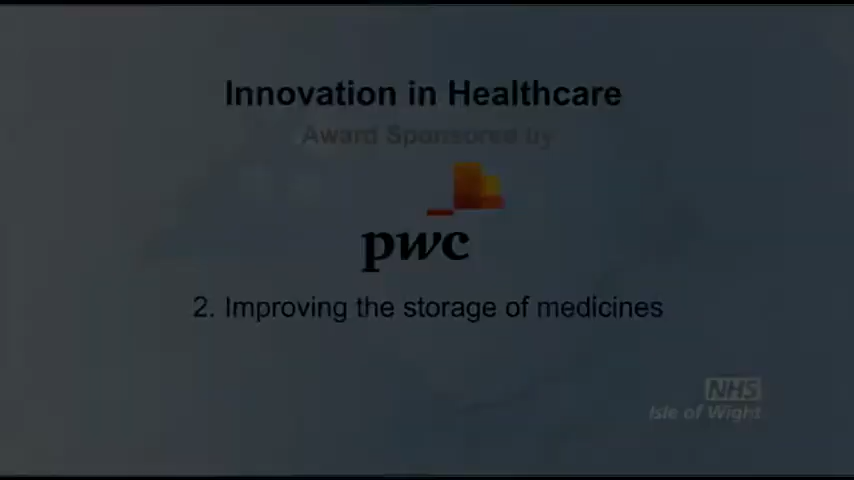 Innovation in Healthcare
Award Sponsored by
pwc
2. Improving the storage of medicines
NHS
Isle of Wight